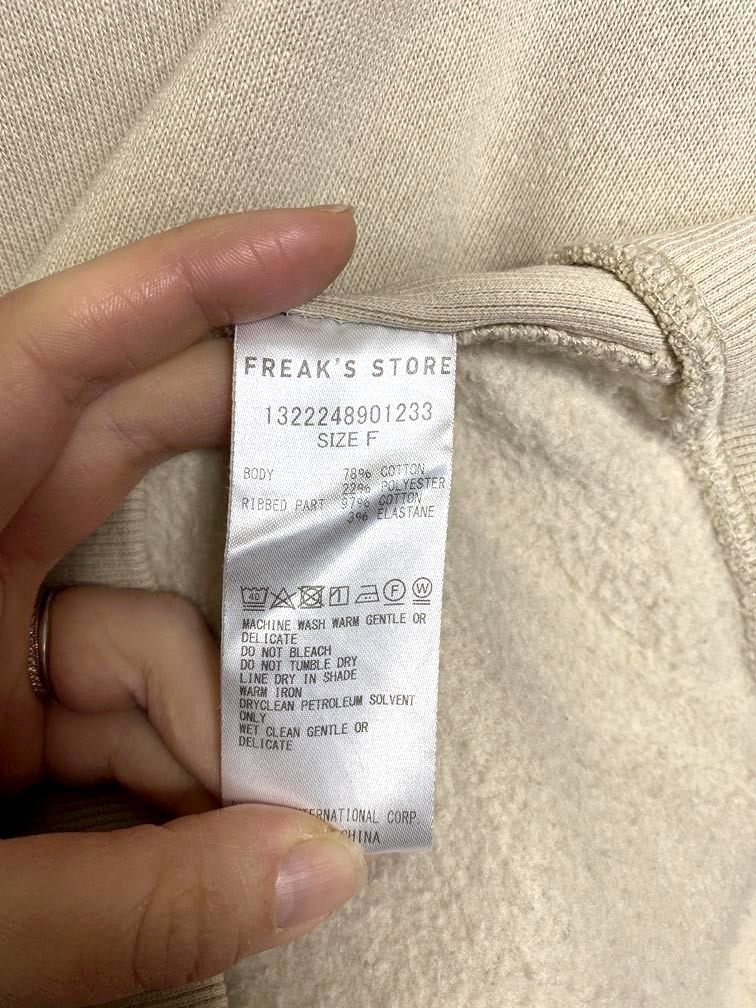 FREAK'S STORE
1322248901233
SIZE F
BODY 78% COTTON
22% POLYESTER
RIBBED PART 97% COTTON
3% ELASTANE
40 F W
MACHINE WASH WARM GENTLE OR
DELICATE
DO NOT BLEACH
DO NOT TUMBLE DRY
LINE DRY IN SHADE
WARM IRON
DRYCLEAN PETROLEUM SOLVENT
ONLY
WET CLEAN GENTLE OR
DELICATE
CORP
CHINA